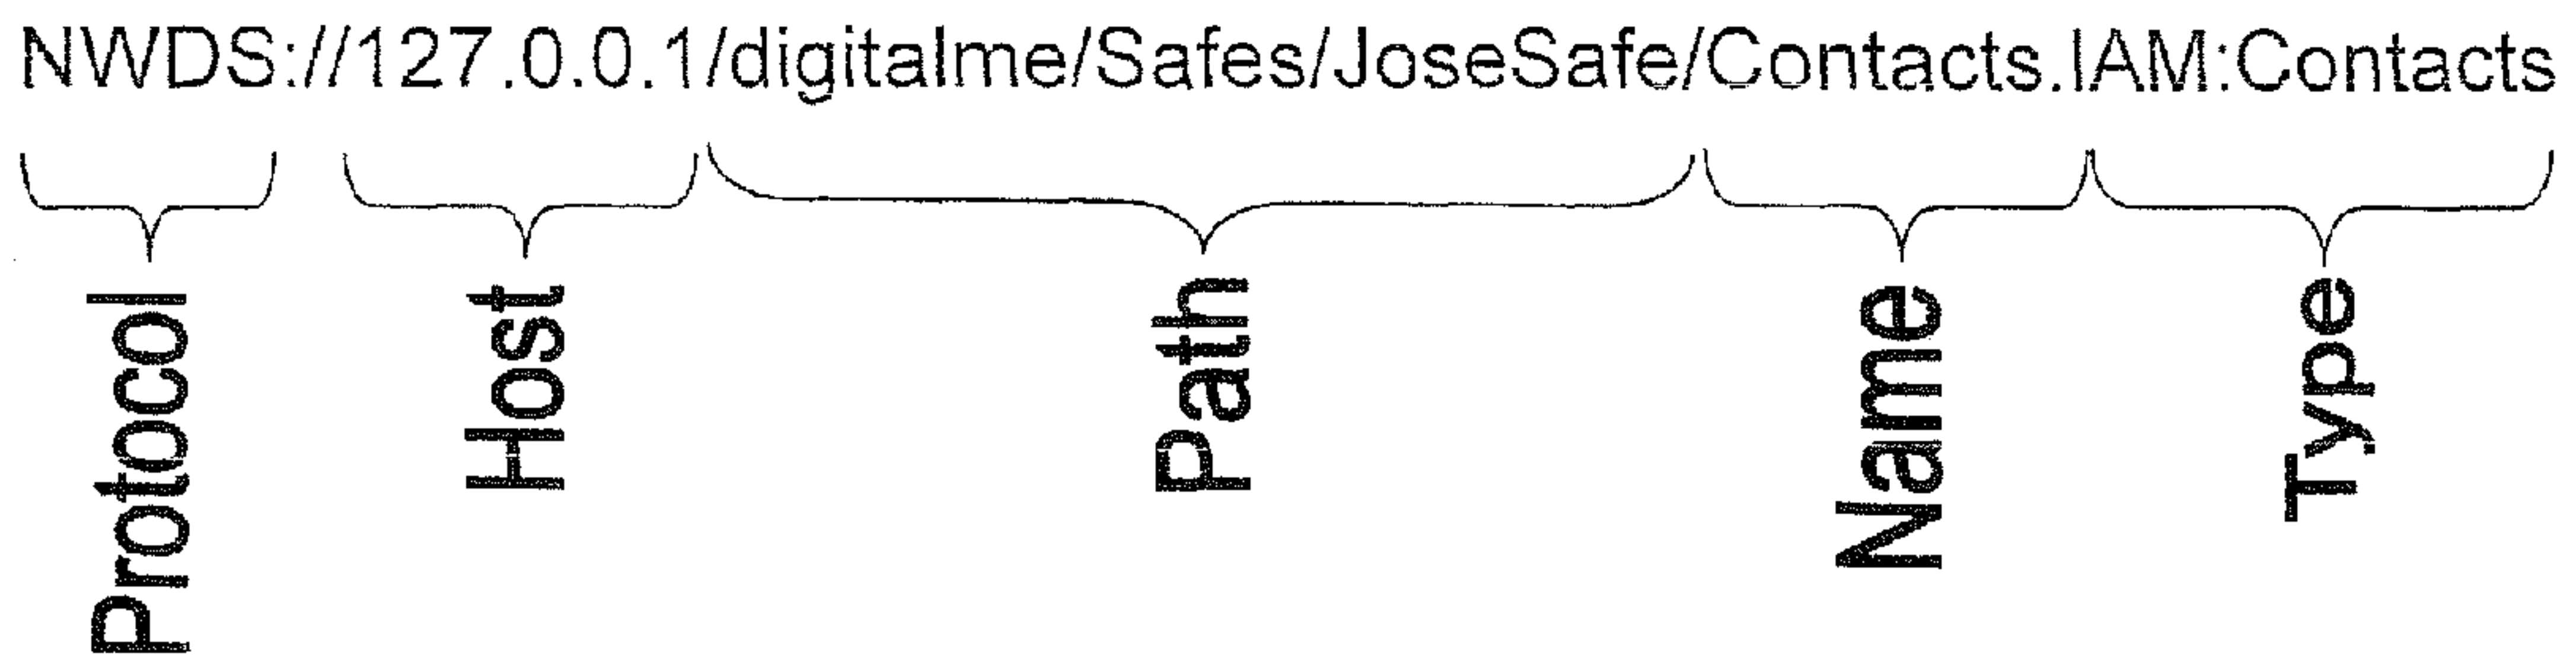 NWDS://127.0.0.1/digitalme/Safes/JoseSafe/Contacts.IAM:Contacts
Protocol
Host
Path
Name
Type